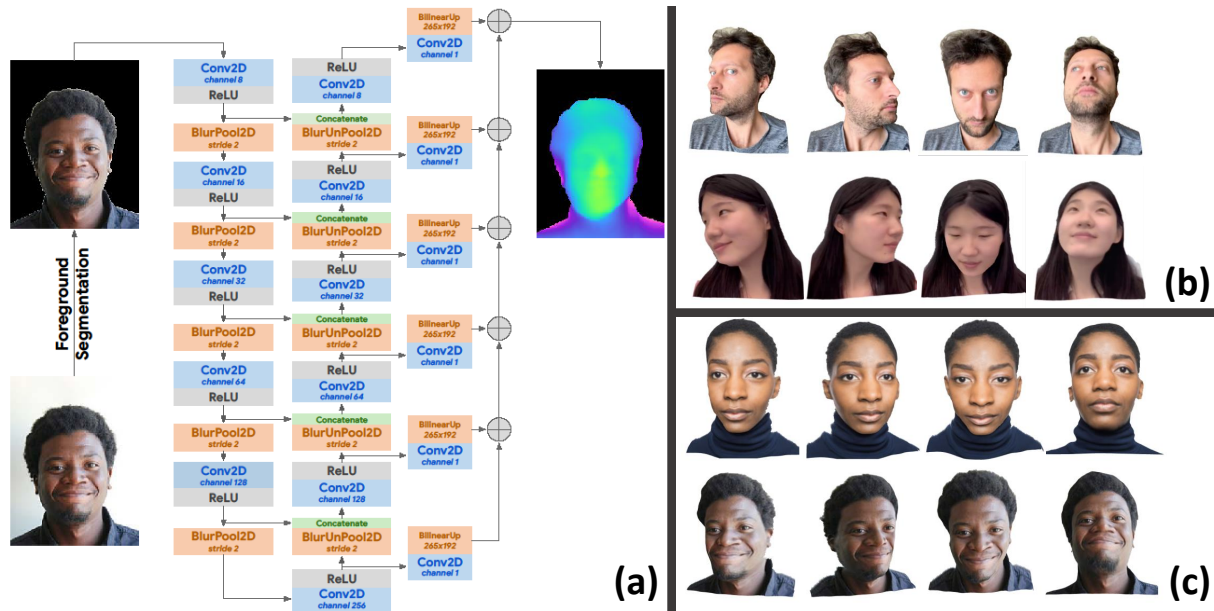 Foreground
Segmentation
Conv2D
channel 8
ReLU
BlurPool2D
stride 2
Conv2D
channel 16
ReLU
BlurPool2D
stride 2
Conv2D
channel 32
ReLU
BlurPool2D
stride 2
Conv2D
channel 64
ReLU
BlurPool2D
stride 2
Conv2D
channel 128
ReLU
BlurPool2D
stride 2
ReLU
Conv2D
channel 8
Concatenate
BlurUnPool2D
stride 2
ReLU
Conv2D
channel 16
Concatenate
BlurUnPool2D
stride 2
ReLU
Conv2D
channel 32
Concatenate
BlurUnPool2D
stride 2
ReLU
Conv2D
channel 64
Concatenate
BlurUnPool2D
stride 2
ReLU
Conv2D
channel 128
Concatenate
BlurUnPool2D
stride 2
ReLU
Conv2D
channel 256
BilinearUp
265x192
Conv2D
channel 1
BilinearUp
265x192
Conv2D
channel 1
BilinearUp
265x192
Conv2D
channel 1
BilinearUp
265x192
Conv2D
channel 1
BilinearUp
265x192
Conv2D
channel 1
BilinearUp
265x192
Conv2D
channel 1
(a)
(b)
(c)